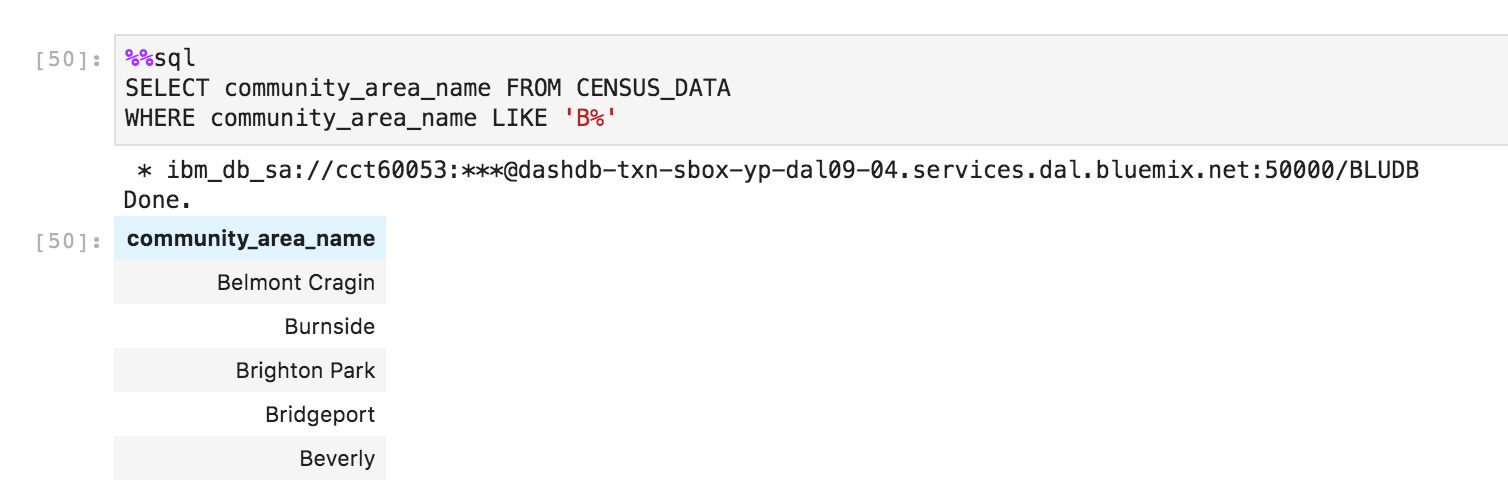 [50]: %%sql
SELECT community_area_name FROM CENSUS_DATA
WHERE community_area_name LIKE 'B%'
* ibm_db_sa://cct60053:***@dashdb-txn-sbox-yp-dal09-04.services.dal.bluemix.net:50000/BLUDB
Done.
[50]: community_area_name
Belmont Cragin
Burnside
Brighton Park
Bridgeport
Beverly